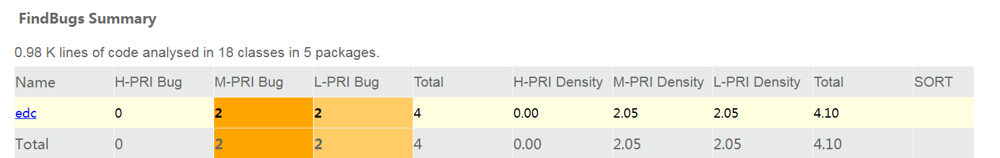 FindBugs Summary
0.98 K lines of code analysed in 18 classes in 5 packages.
Name H-PRI Bug M-PRI Bug L-PRI Bug Total H-PRI Density M-PRI Density L-PRI Density Total SORT
edc 0 2 2 4 0.00 2.05 2.05 4.10
Total 0 2 2 4 0.00 2.05 2.05 4.10